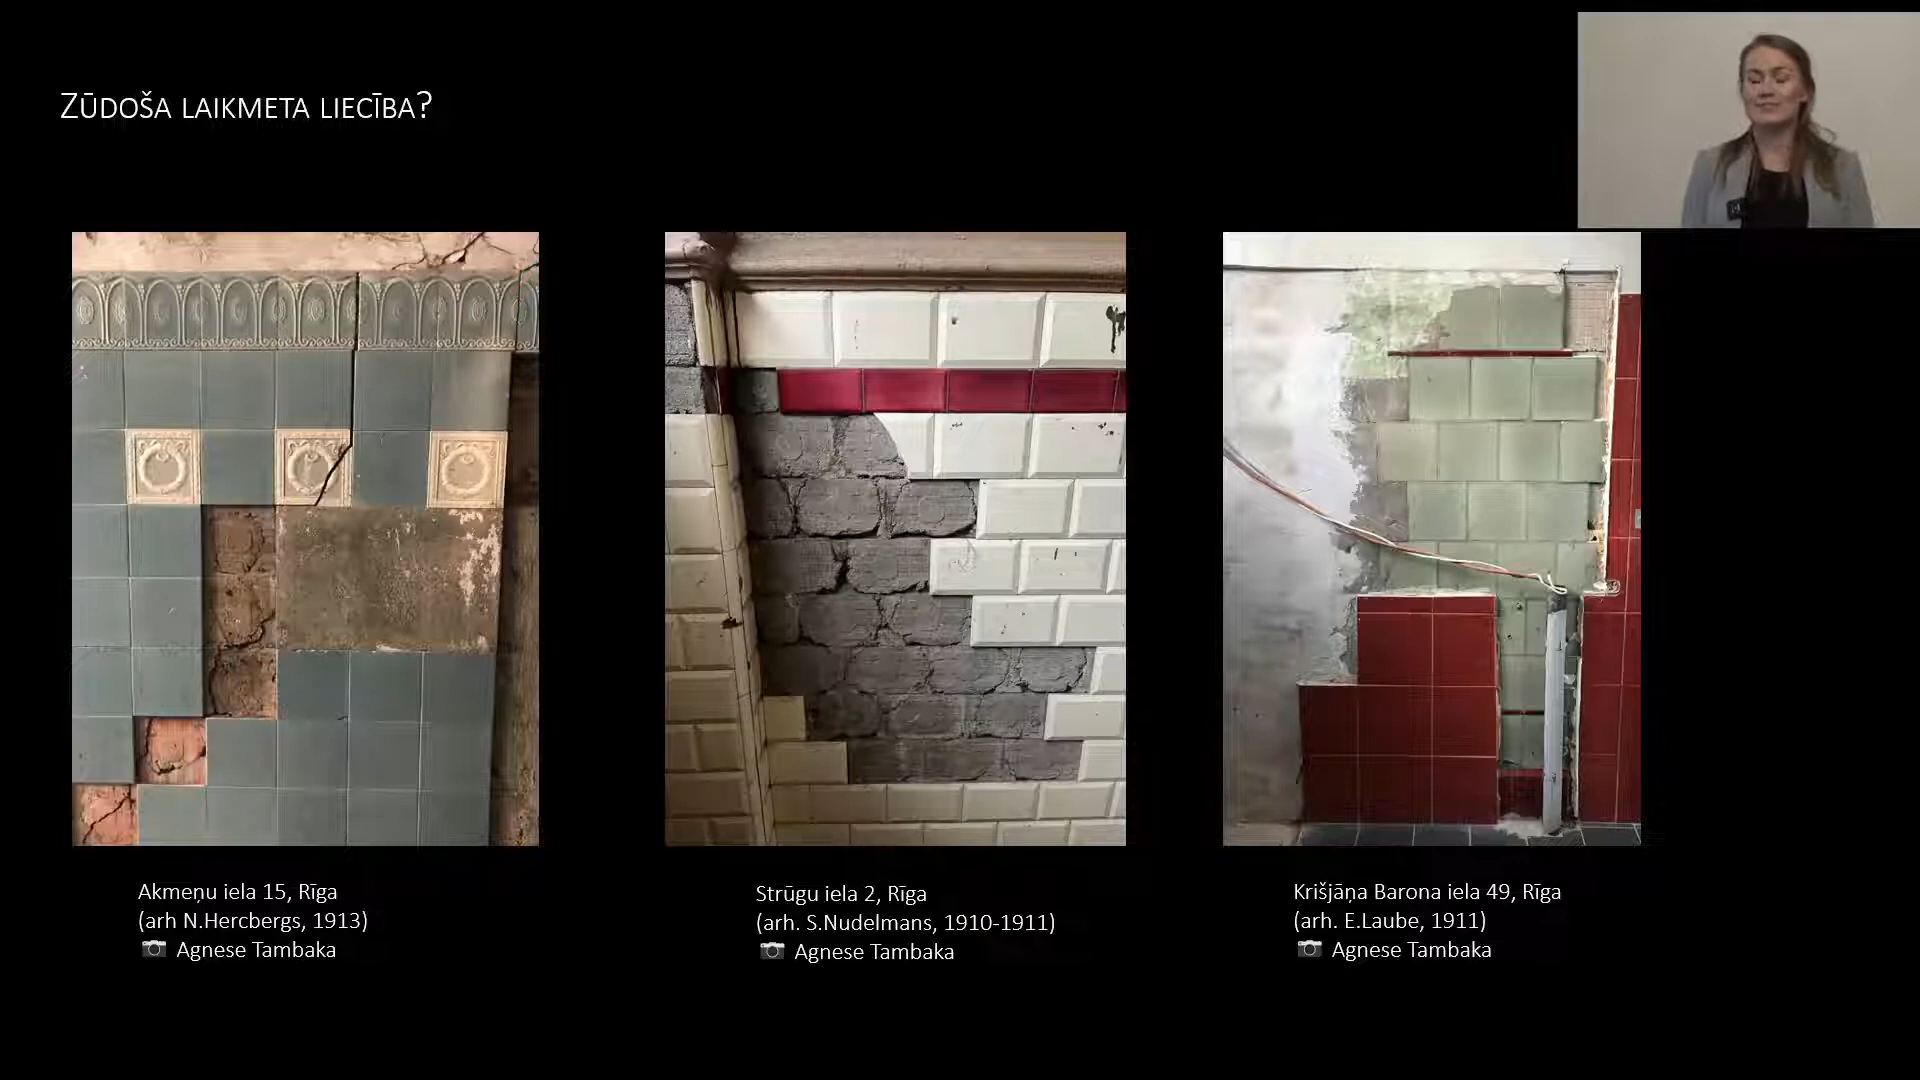 ZŪDOŠA LAIKMETA LIECĪBA?
Akmeņu iela 15, Rīga
(arh N.Hercbergs, 1913)
Agnese Tambaka
Strūgu iela 2, Rīga
(arh. S.Nudelmans, 1910-1911)
Agnese Tambaka
Krišjāņa Barona iela 49, Rīga
(arh. E.Laube, 1911)
Agnese Tambaka